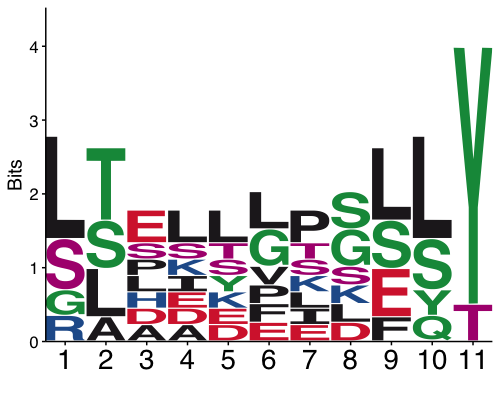 Bits
4
3
2
1
0
L S G R
T S L A
E S P L H D A
L S K I E D A
L T S Y K E D
L G V P F E
P T S K L I E
S G S K L D
L S E F
L S Y Q
Y T
1 2 3 4 5 6 7 8 9 10 11